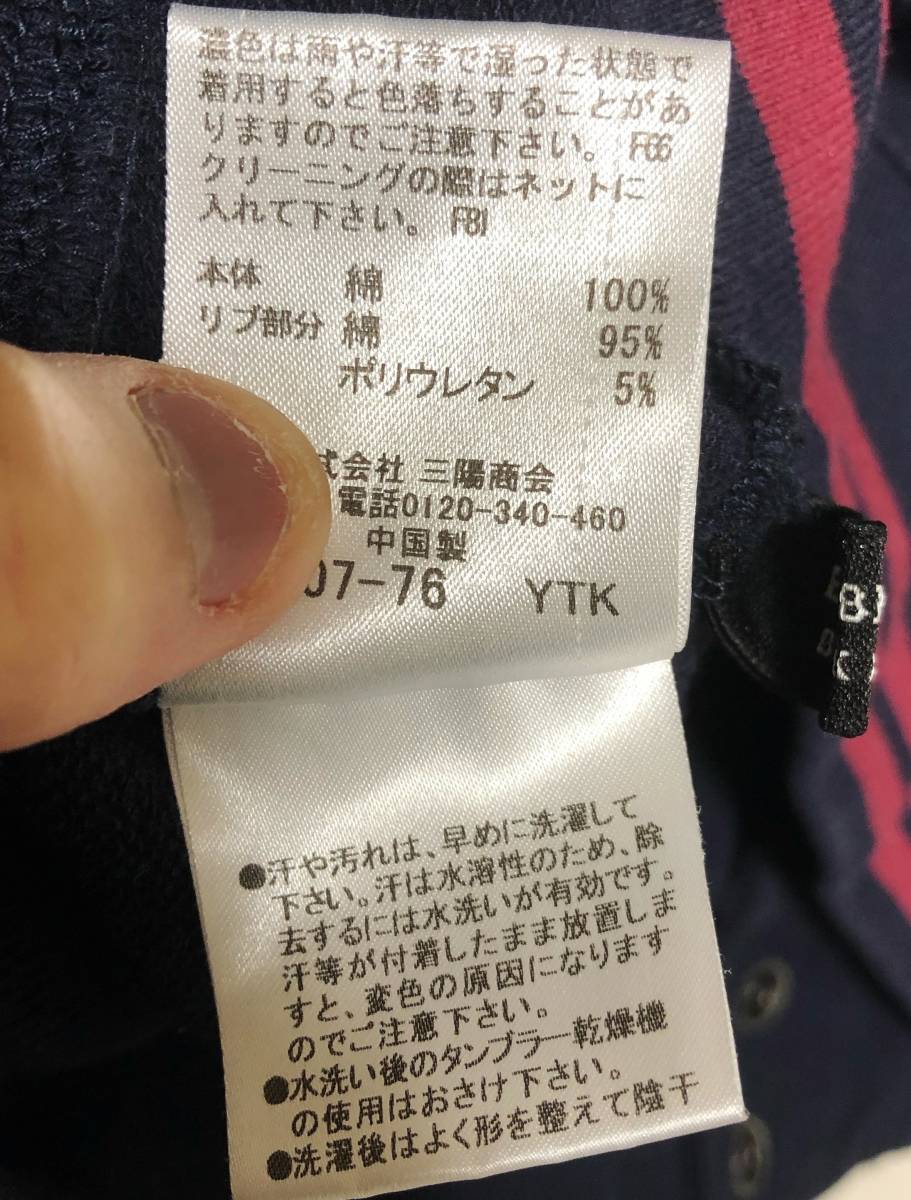 濃色は雨や汗等で湿った状態で
着用すると色落ちすることがあ
りますのでご注意下さい。 F66
クリーニングの際はネットに
入れて下さい。 F81
本体 綿 100%
リブ部分 綿 95%
ポリウレタン 5%
式会社 三陽商会
電話0120-340-460
中国製
07-76 YTK
●汗や汚れは、早めに洗濯して
下さい。汗は水溶性のため、除
去するには水洗いが有効です。
汗等が付着したまま放置しま
すと、変色の原因になります
のでご注意下さい。
●水洗い後のタンブラー乾燥機
の使用はおさけ下さい。
●洗濯後はよく形を整えて陰干